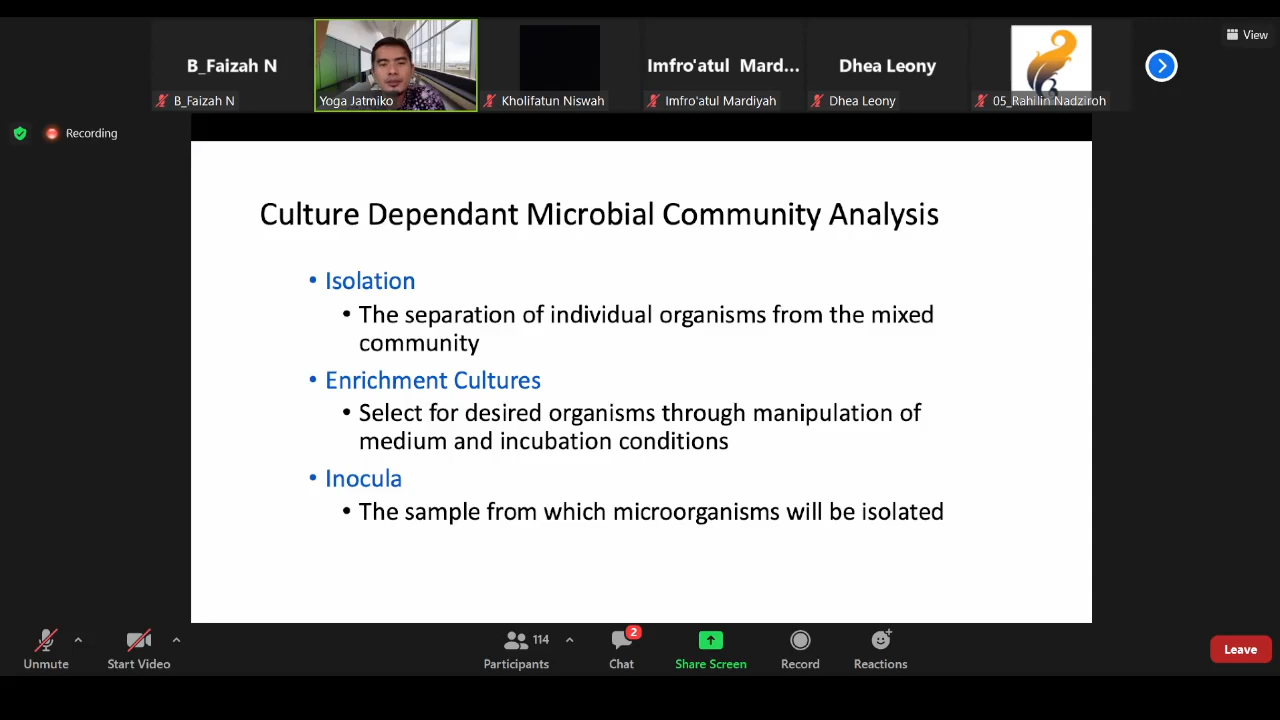 View
B_Faizah N
Imfro'atul Mard...
Dhea Leony
B_Faizah N
Yoga Jatmiko
Kholifatun Niswah
Imfro'atul Mardiyah
Dhea Leony
05_Rahilin Nadziroh
Recording
Culture Dependant Microbial Community Analysis
• Isolation
• The separation of individual organisms from the mixed
community
• Enrichment Cultures
• Select for desired organisms through manipulation of
medium and incubation conditions
• Inocula
• The sample from which microorganisms will be isolated
114
2
Unmute
Start Video
Participants
Chat
Share Screen
Record
Reactions
Leave